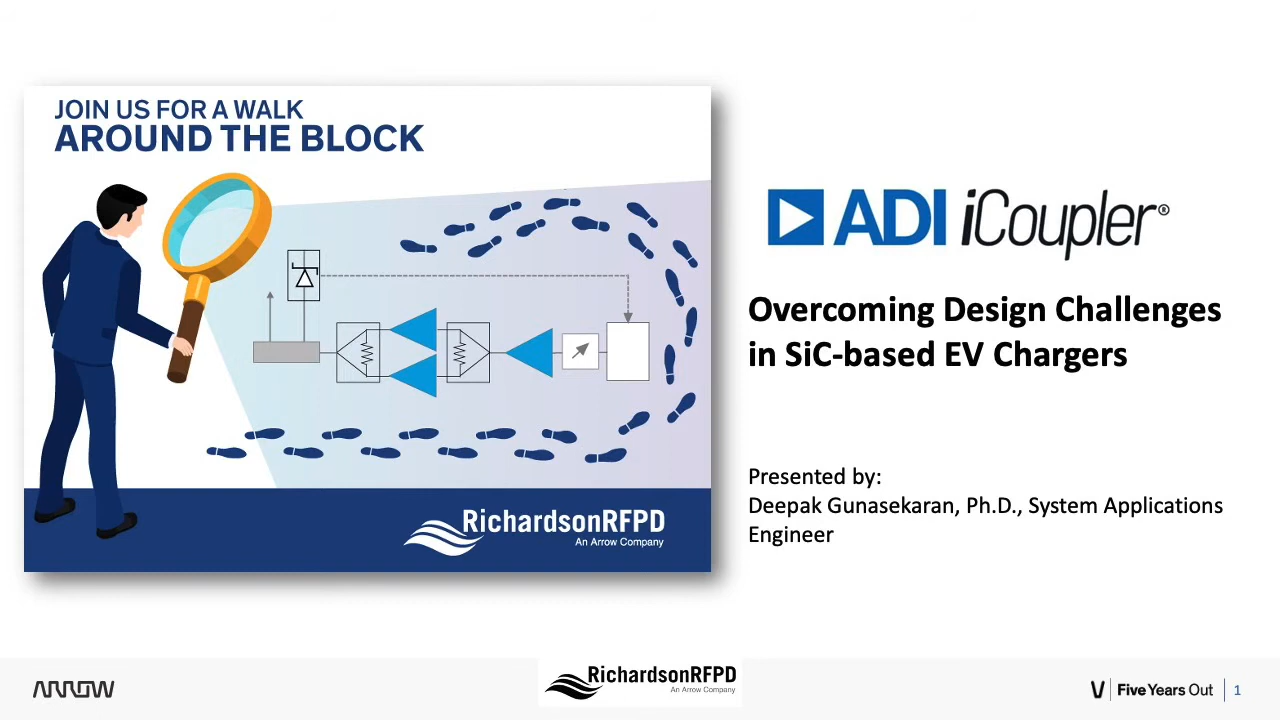 JOIN US FOR A WALK
AROUND THE BLOCK
RichardsonRFPD
An Arrow Company
ADI iCoupler®
Overcoming Design Challenges
in SiC-based EV Chargers
Presented by:
Deepak Gunasekaran, Ph.D., System Applications
Engineer
ARROW
RichardsonRFPD
An Arrow Company
Five Years Out
1